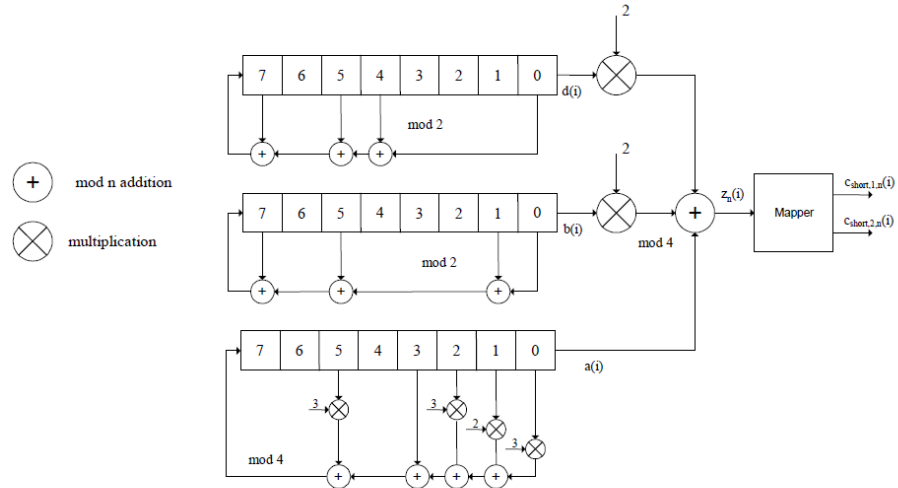 2
7 6 5 4 3 2 1 0
d(i)
mod 2
+ + +
2
+ mod n addition
multiplication
7 6 5 4 3 2 1 0
b(i)
mod 2
+ + +
+
mod 4
z_n(i)
Mapper
c_short,1,n(i)
c_short,2,n(i)
7 6 5 4 3 2 1 0
a(i)
3
3
2
3
mod 4
+ + + +